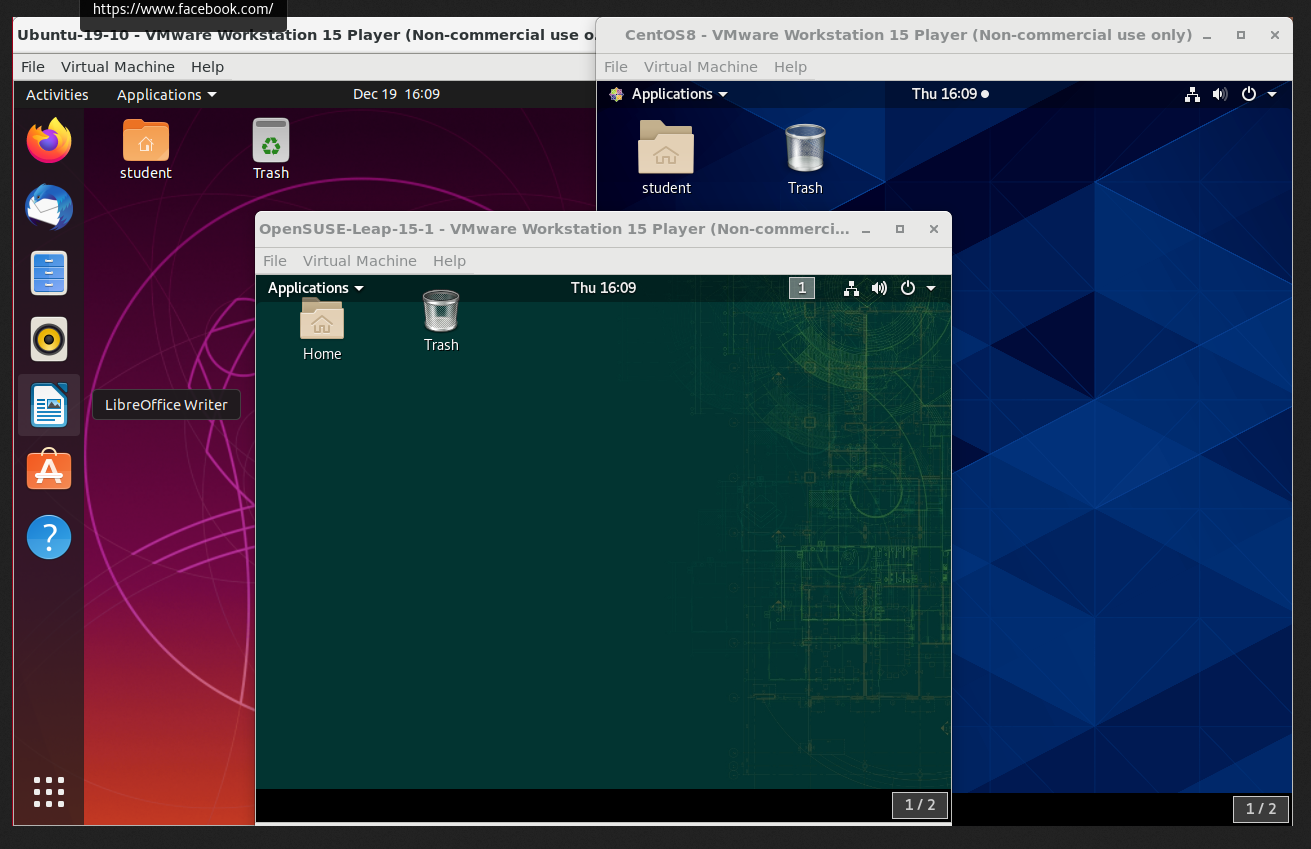 https://www.facebook.com/
Ubuntu-19-10 - VMware Workstation 15 Player (Non-commercial use o...
File Virtual Machine Help
Activities Applications Dec 19 16:09
student Trash
LibreOffice Writer
CentOS8 - VMware Workstation 15 Player (Non-commercial use only)
File Virtual Machine Help
Applications Thu 16:09
student Trash
1 / 2
OpenSUSE-Leap-15-1 - VMware Workstation 15 Player (Non-commerci...
File Virtual Machine Help
Applications Thu 16:09 1
Home Trash
1 / 2